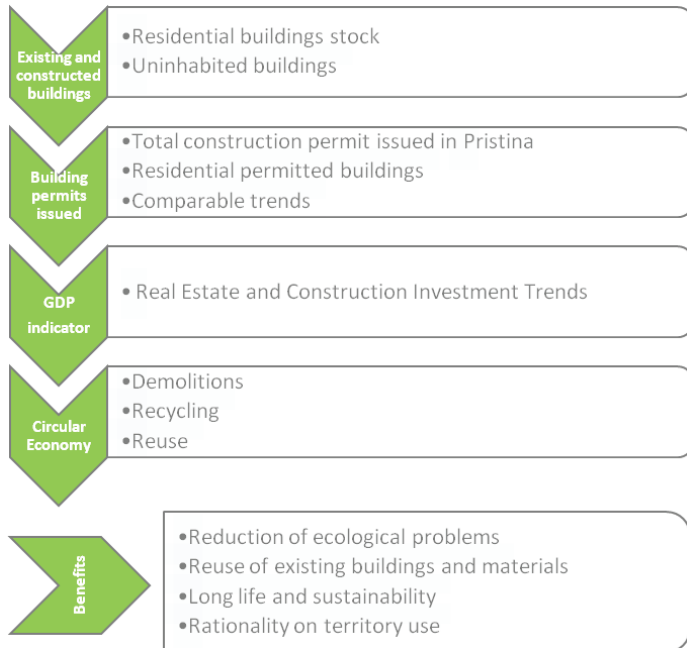 Existing and
constructed
buildings
•Residential buildings stock
•Uninhabited buildings
Building
permits
issued
•Total construction permit issued in Pristina
•Residential permitted buildings
•Comparable trends
GDP
indicator
• Real Estate and Construction Investment Trends
Circular
Economy
•Demolitions
•Recycling
•Reuse
Benefits
•Reduction of ecological problems
•Reuse of existing buildings and materials
•Long life and sustainability
•Rationality on territory use